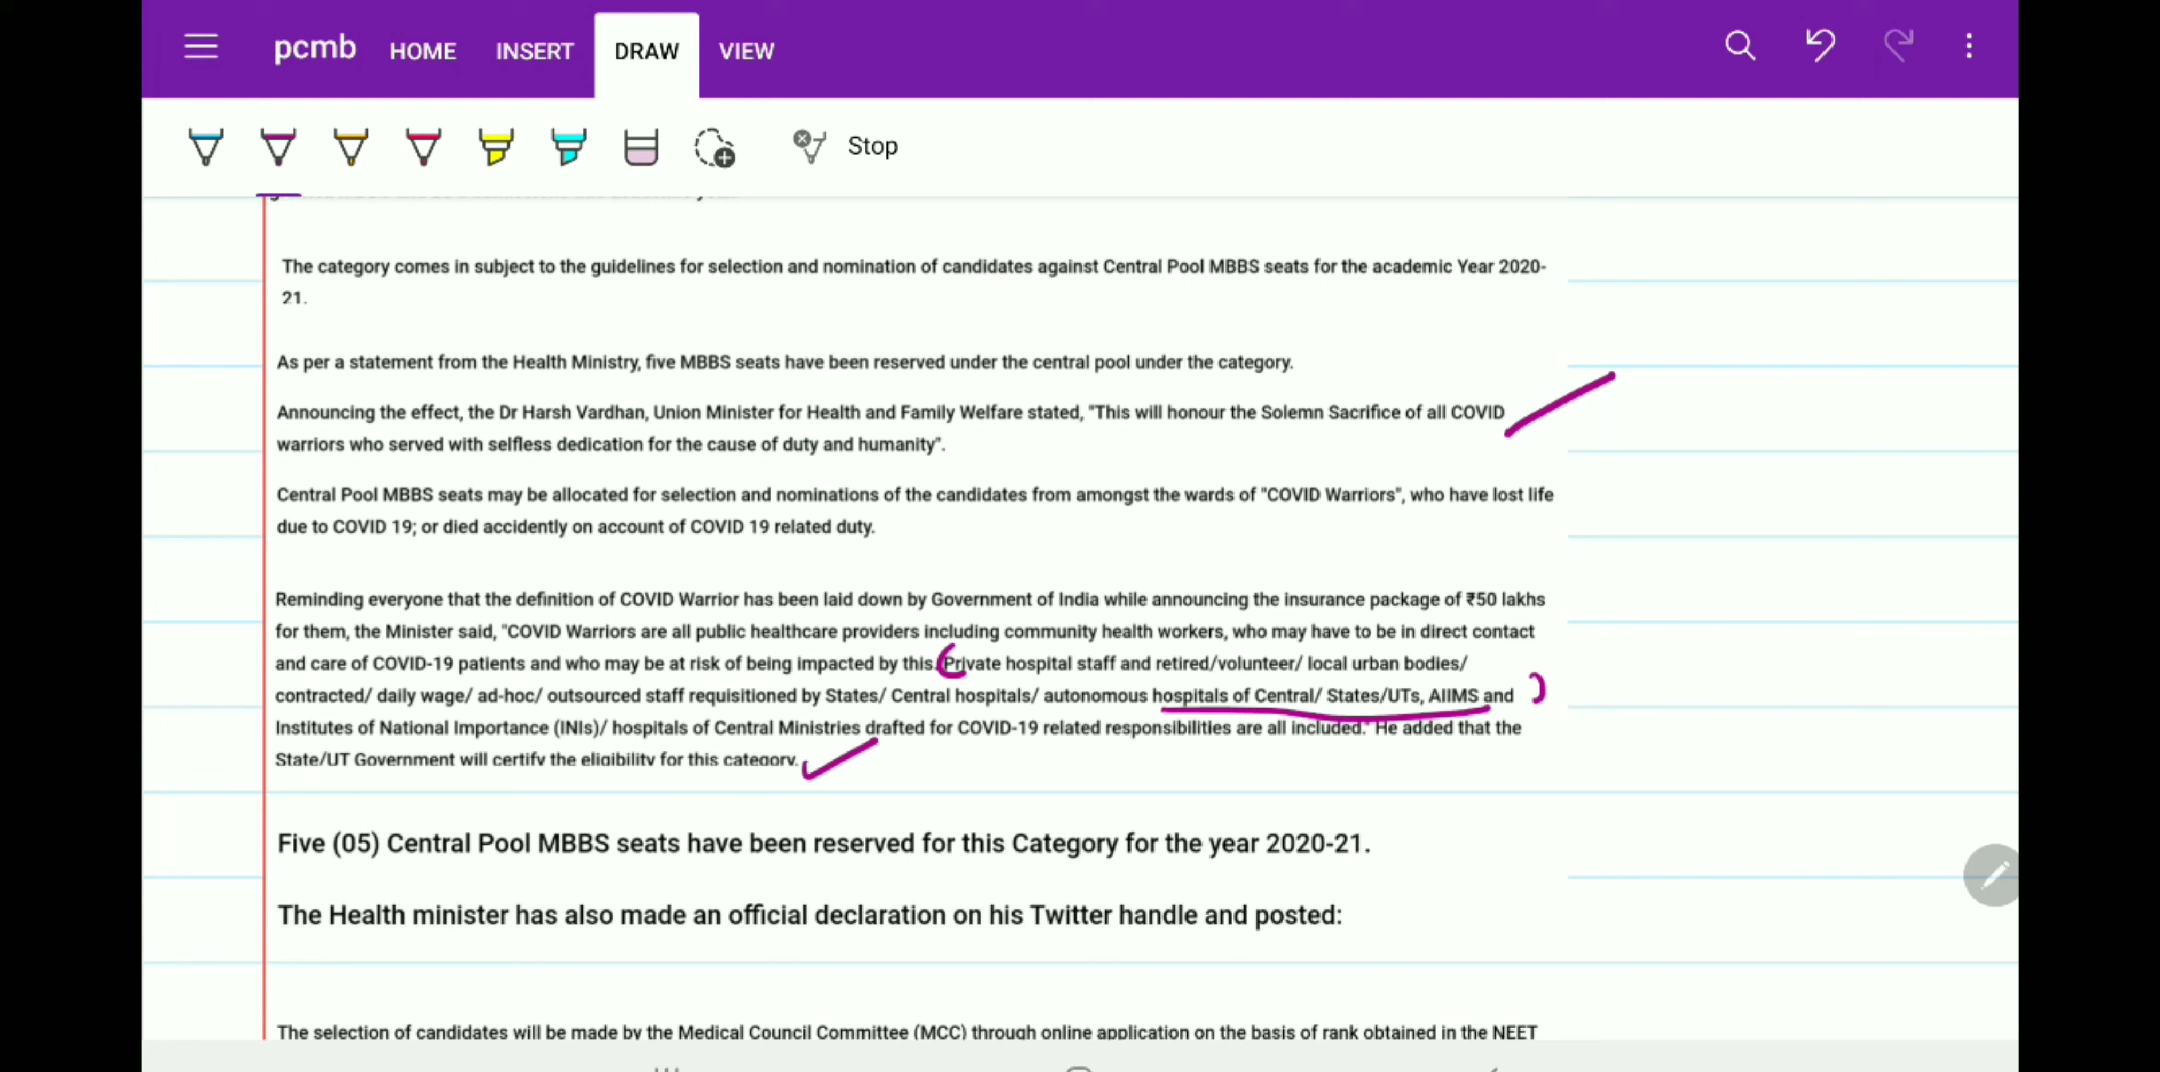 pcmb HOME INSERT DRAW VIEW
Stop
The category comes in subject to the guidelines for selection and nomination of candidates against Central Pool MBBS seats for the academic Year 2020-
21.
As per a statement from the Health Ministry, five MBBS seats have been reserved under the central pool under the category.
Announcing the effect, the Dr Harsh Vardhan, Union Minister for Health and Family Welfare stated, "This will honour the Solemn Sacrifice of all COVID
warriors who served with selfless dedication for the cause of duty and humanity".
Central Pool MBBS seats may be allocated for selection and nominations of the candidates from amongst the wards of "COVID Warriors", who have lost life
due to COVID 19; or died accidently on account of COVID 19 related duty.
Reminding everyone that the definition of COVID Warrior has been laid down by Government of India while announcing the insurance package of ₹50 lakhs
for them, the Minister said, "COVID Warriors are all public healthcare providers including community health workers, who may have to be in direct contact
and care of COVID-19 patients and who may be at risk of being impacted by this. Private hospital staff and retired/volunteer/ local urban bodies/
contracted/ daily wage/ ad-hoc/ outsourced staff requisitioned by States/ Central hospitals/ autonomous hospitals of Central/ States/UTs, AIIMS and
Institutes of National Importance (INIs)/ hospitals of Central Ministries drafted for COVID-19 related responsibilities are all included." He added that the
State/UT Government will certify the eligibility for this category.
Five (05) Central Pool MBBS seats have been reserved for this Category for the year 2020-21.
The Health minister has also made an official declaration on his Twitter handle and posted:
The selection of candidates will be made by the Medical Council Committee (MCC) through online application on the basis of rank obtained in the NEET